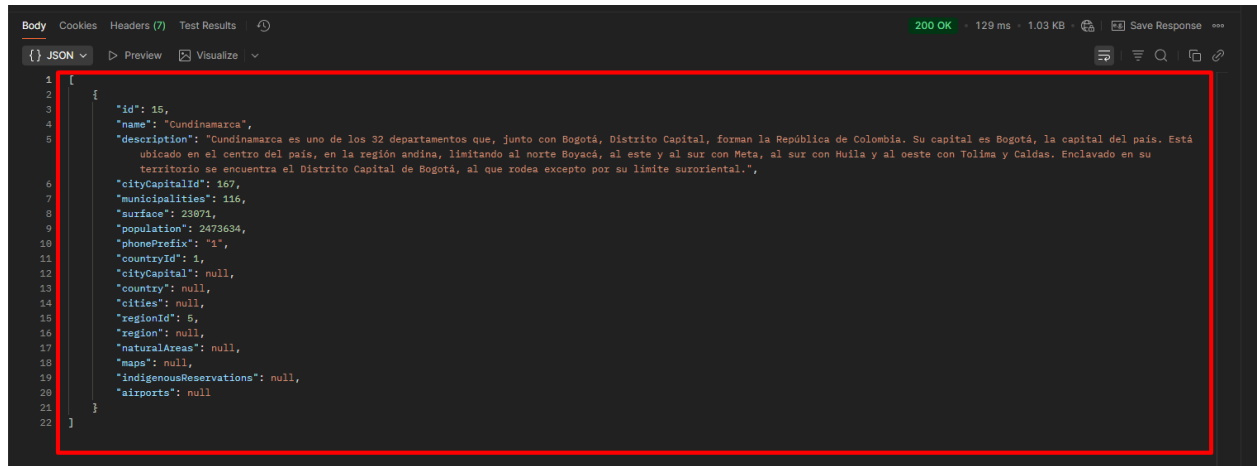 Body Cookies Headers (7) Test Results 200 OK 129 ms 1.03 KB Save Response
{} JSON Preview Visualize
1 [
2 {
3 "id": 15,
4 "name": "Cundinamarca",
5 "description": "Cundinamarca es uno de los 32 departamentos que, junto con Bogotá, Distrito Capital, forman la República de Colombia. Su capital es Bogotá, la capital del país. Está
ubicado en el centro del país, en la región andina, limitando al norte Boyacá, al este y al sur con Meta, al sur con Huila y al oeste con Tolima y Caldas. Enclavado en su
territorio se encuentra el Distrito Capital de Bogotá, al que rodea excepto por su límite suroriental.",
6 "cityCapitalId": 167,
7 "municipalities": 116,
8 "surface": 23071,
9 "population": 2473634,
10 "phonePrefix": "1",
11 "countryId": 1,
12 "cityCapital": null,
13 "country": null,
14 "cities": null,
15 "regionId": 5,
16 "region": null,
17 "naturalAreas": null,
18 "maps": null,
19 "indigenousReservations": null,
20 "airports": null
21 }
22 ]